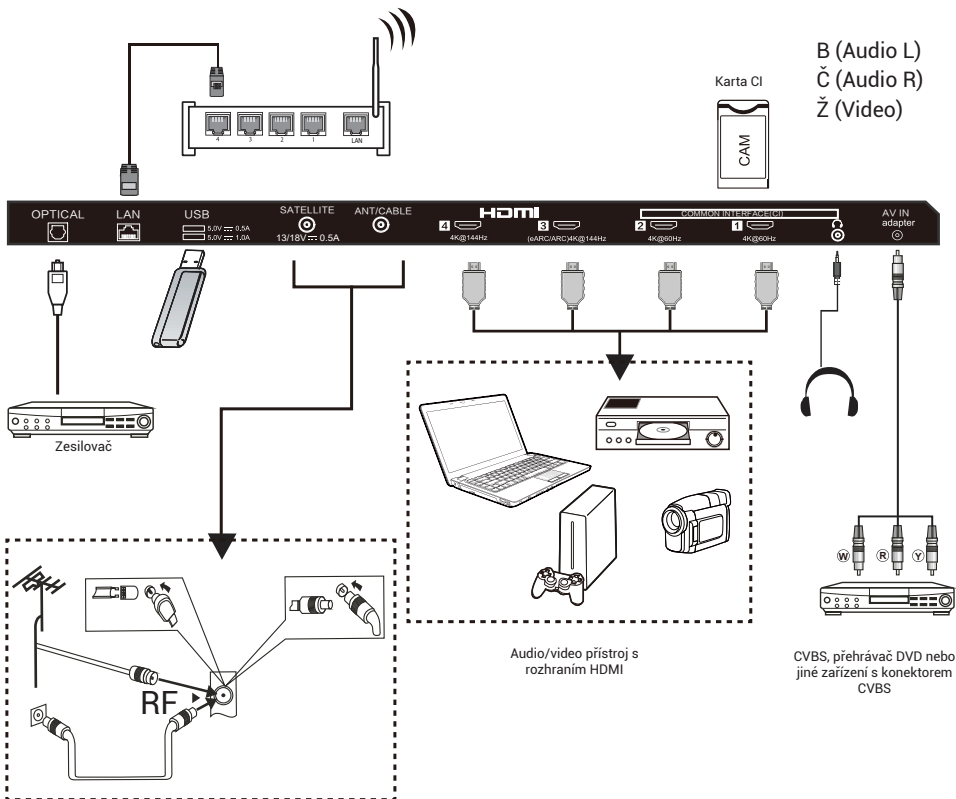 B (Audio L)
Č (Audio R)
Ž (Video)
Karta CI
CAM
4 3 2 1 LAN
OPTICAL
LAN
USB
5,0V 0,5A
5,0V 1,0A
SATELLITE
13/18V 0.5A
ANT/CABLE
HDMI
4
4K@144Hz
3
(eARC/ARC)4K@144Hz
COMMON INTERFACE(CI)
2
4K@60Hz
1
4K@60Hz
AV IN
adapter
Zesilovač
RF
Audio/video přístroj s
rozhraním HDMI
W R Y
CVBS, přehrávač DVD nebo
jiné zařízení s konektorem
CVBS